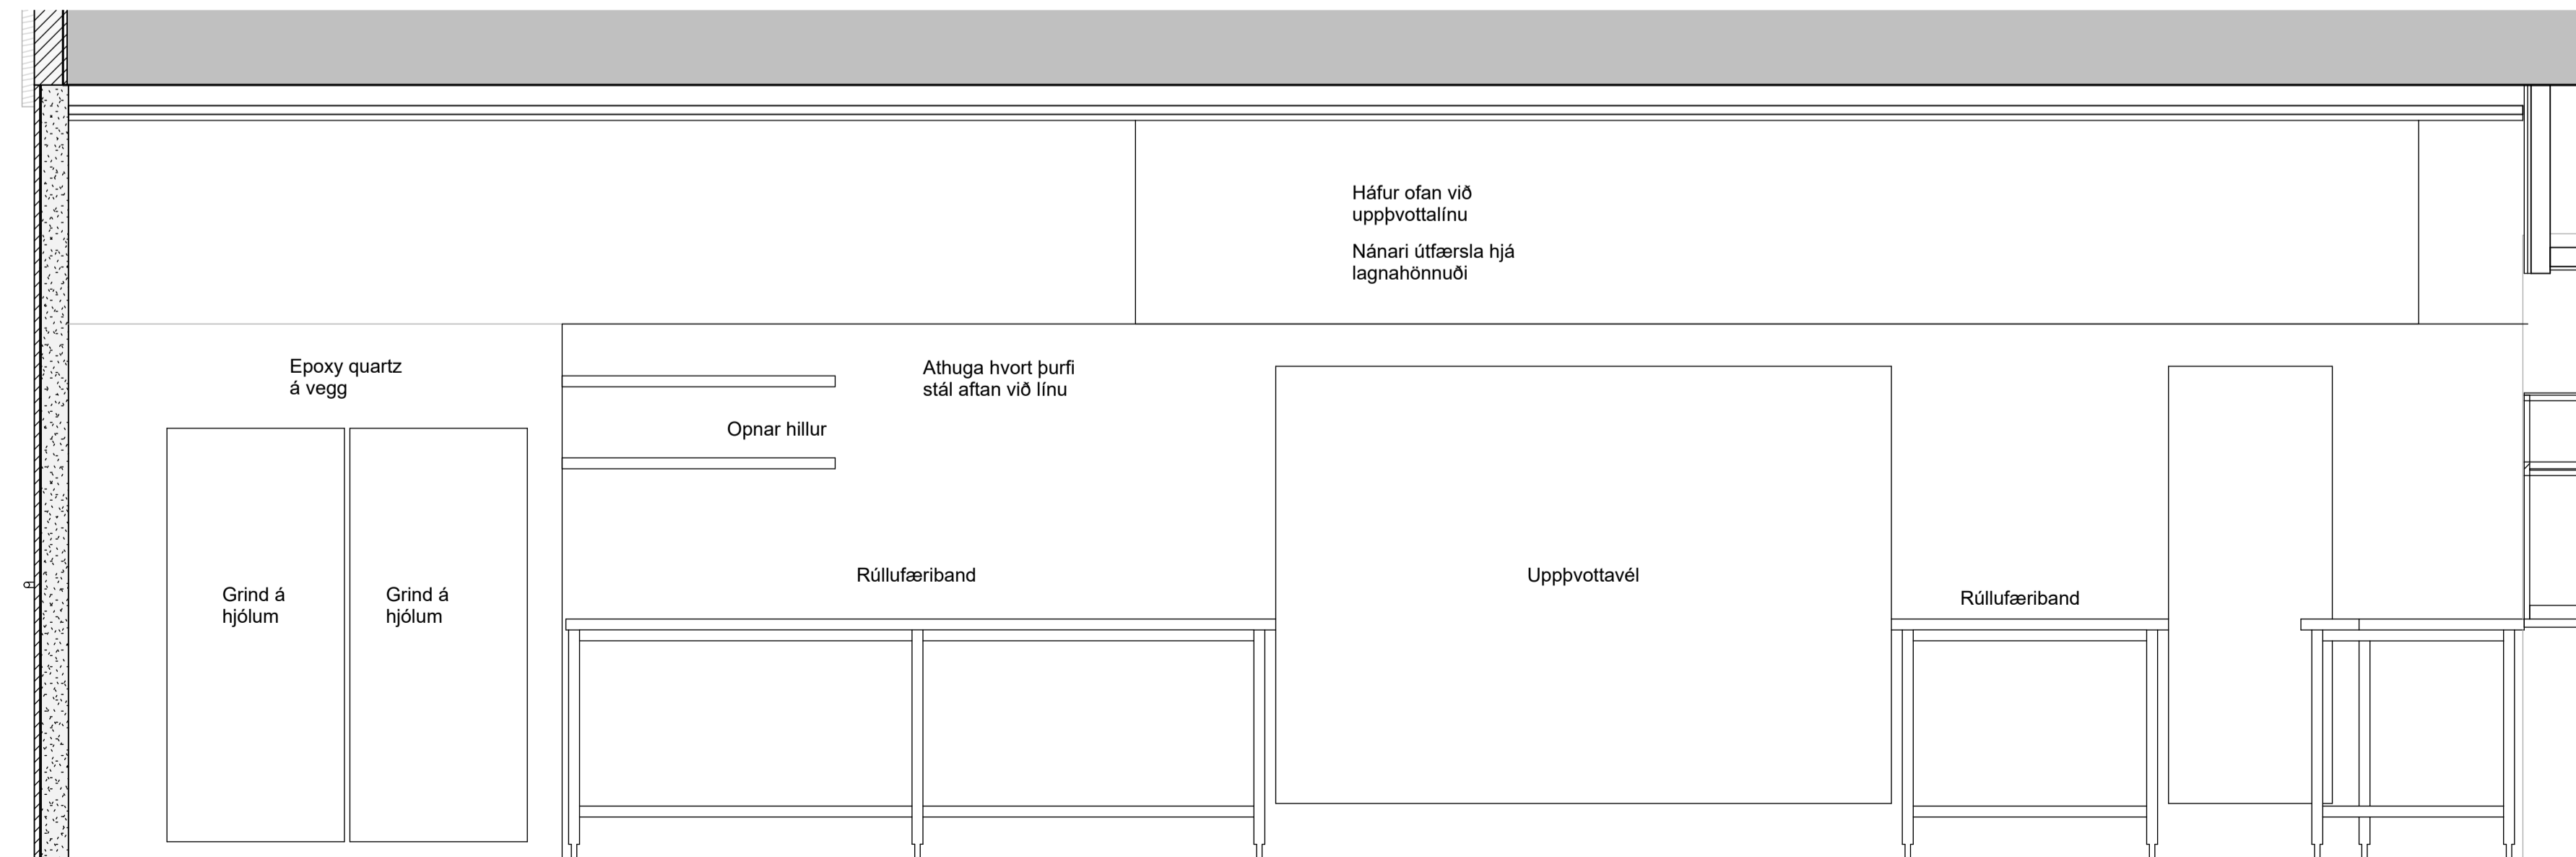 Háfur ofan við
uppþvottalínu
Nánari útfærsla hjá
lagnahönnuði
Epoxy quartz
á vegg
Athuga hvort þurfi
stál aftan við línu
Opnar hillur
Rúllufæriband
Uppþvottavél
Rúllufæriband
Grind á
hjólum
Grind á
hjólum